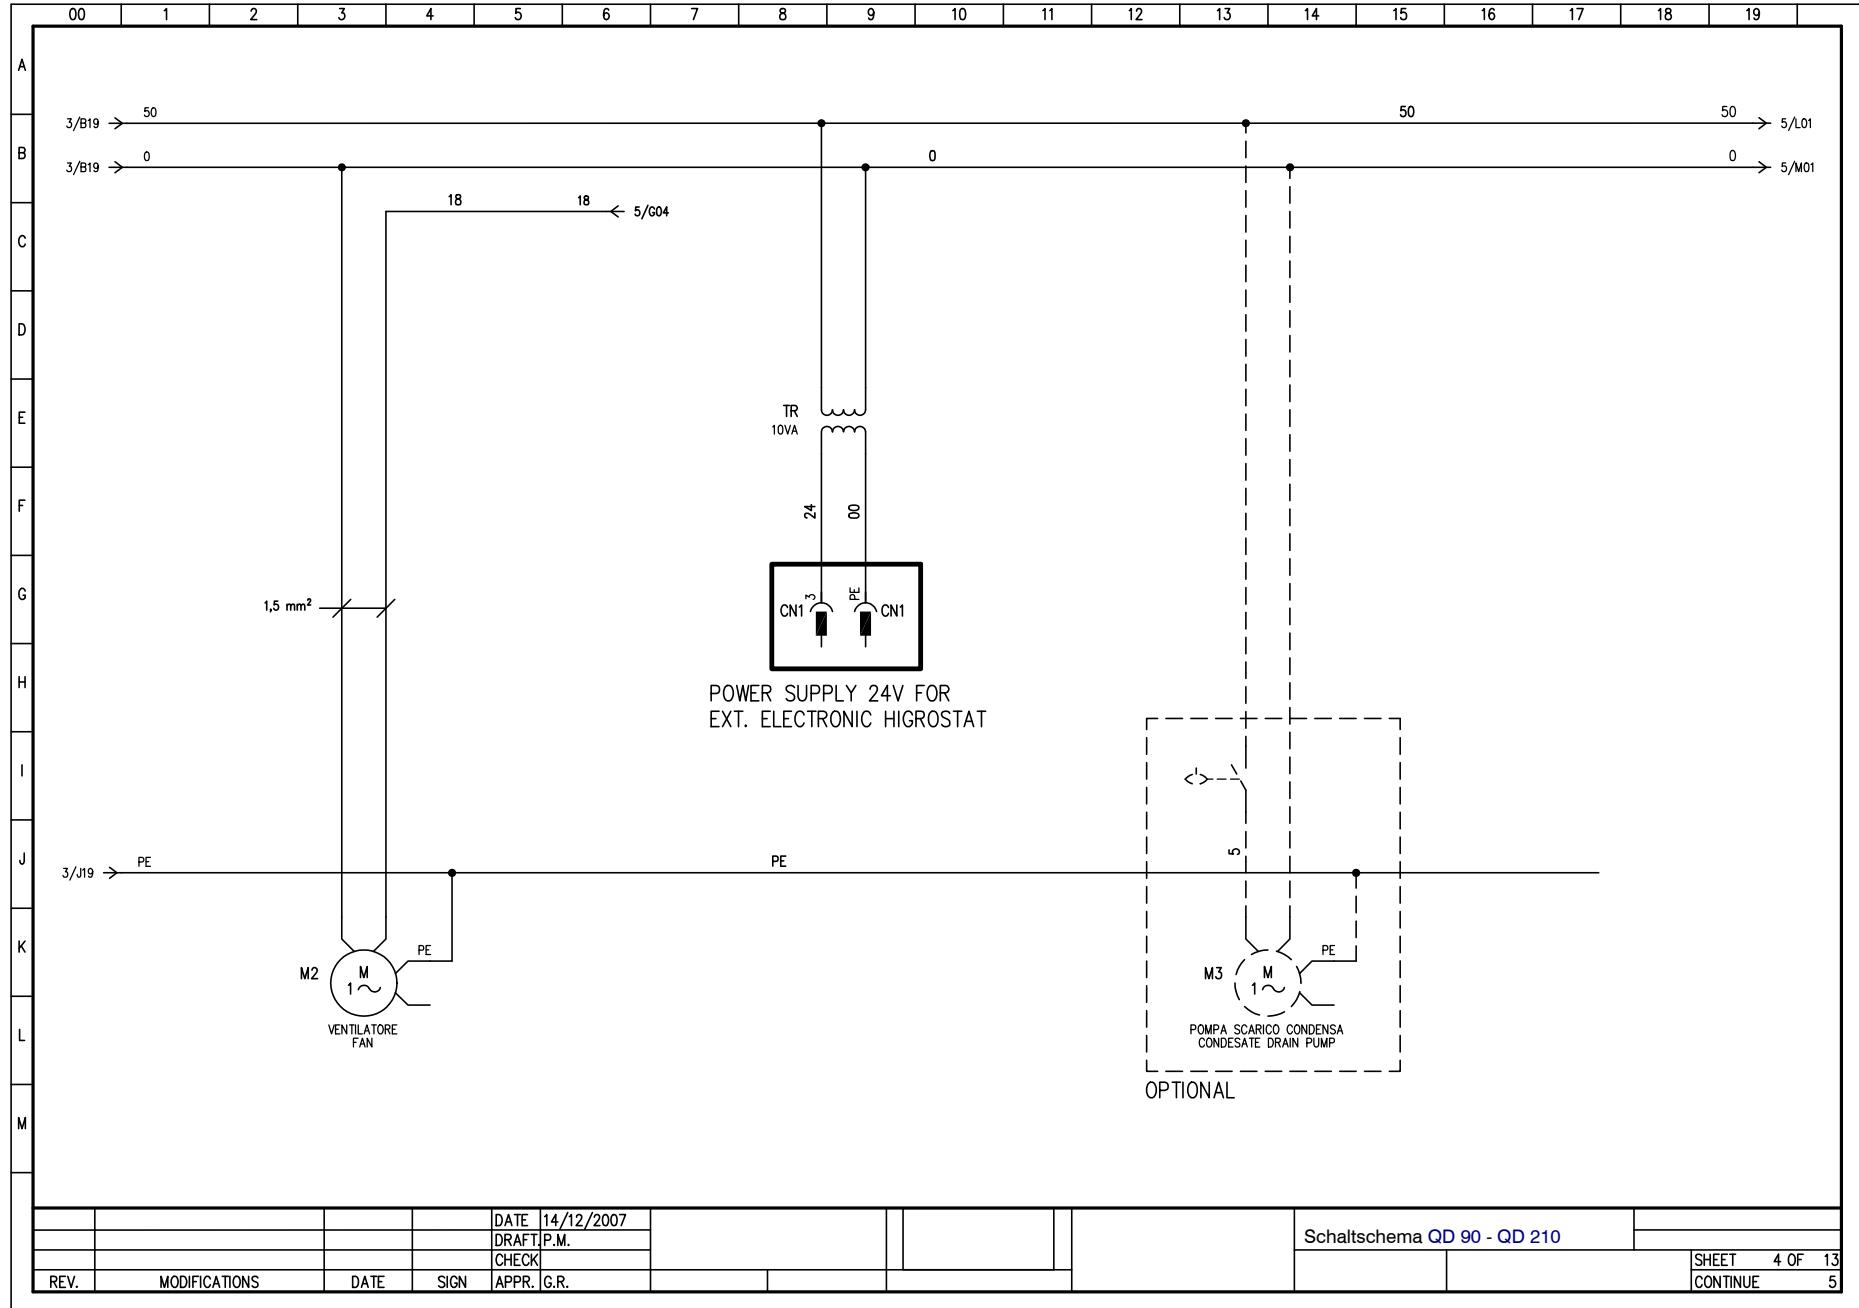 00 1 2 3 4 5 6 7 8 9 10 11 12 13 14 15 16 17 18 19
A
50 50 50
3/B19 5/L01
B
0 0 0
3/B19 5/M01
18 18
5/G04
C
D
E
TR
10VA
F
24 00
G
1,5 mm²
3 PE
CN1 CN1
H
POWER SUPPLY 24V FOR
EXT. ELECTRONIC HIGROSTAT
I
J
5
PE PE
3/J19
K
PE PE
M2 M M3 M
1 1
L
VENTILATORE
FAN
POMPA SCARICO CONDENSA
CONDESATE DRAIN PUMP
OPTIONAL
M
DATE 14/12/2007
DRAFT. P.M.
CHECK
REV. MODIFICATIONS DATE SIGN APPR. G.R.
Schaltschema QD 90 - QD 210
SHEET 4 OF 13
CONTINUE 5